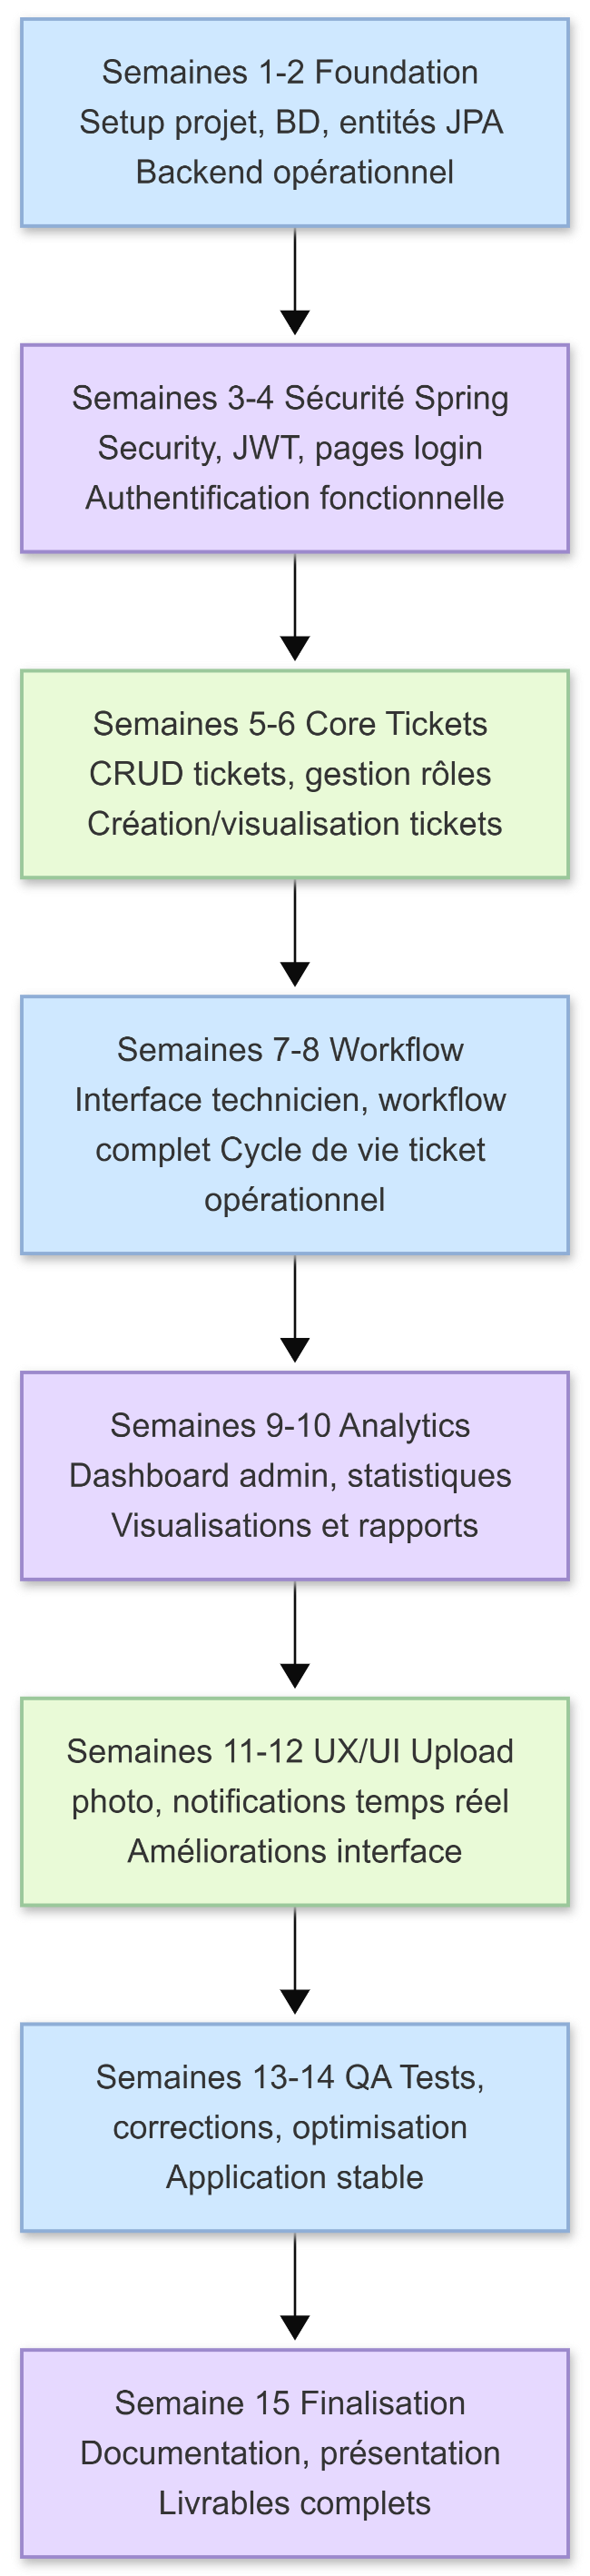 Semaines 1-2 Foundation
Setup projet, BD, entités JPA
Backend opérationnel
Semaines 3-4 Sécurité Spring
Security, JWT, pages login
Authentification fonctionnelle
Semaines 5-6 Core Tickets
CRUD tickets, gestion rôles
Création/visualisation tickets
Semaines 7-8 Workflow
Interface technicien, workflow
complet Cycle de vie ticket
opérationnel
Semaines 9-10 Analytics
Dashboard admin, statistiques
Visualisations et rapports
Semaines 11-12 UX/UI Upload
photo, notifications temps réel
Améliorations interface
Semaines 13-14 QA Tests,
corrections, optimisation
Application stable
Semaine 15 Finalisation
Documentation, présentation
Livrables complets